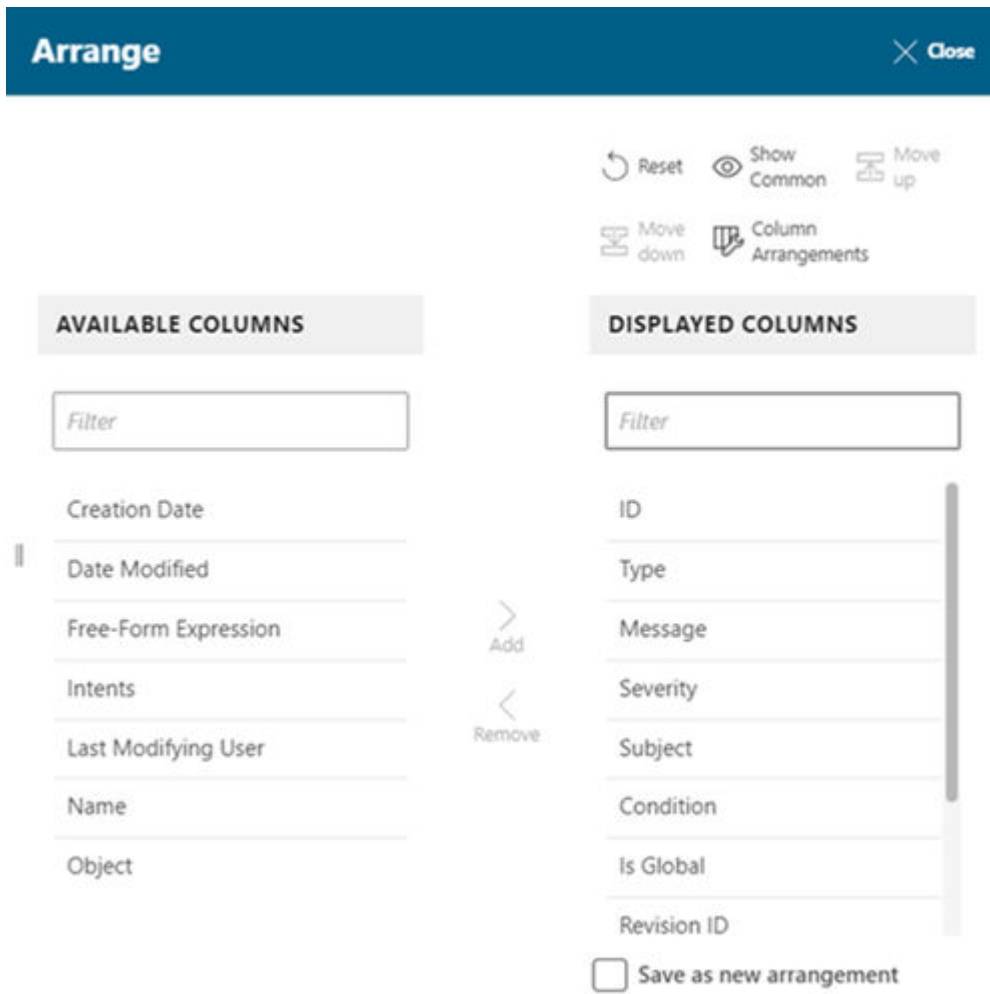 Arrange
Close
Reset
Show
Common
Move
up
Move
down
Column
Arrangements
AVAILABLE COLUMNS
Filter
Creation Date
Date Modified
Free-Form Expression
Intents
Last Modifying User
Name
Object
Add
Remove
DISPLAYED COLUMNS
Filter
ID
Type
Message
Severity
Subject
Condition
Is Global
Revision ID
Save as new arrangement